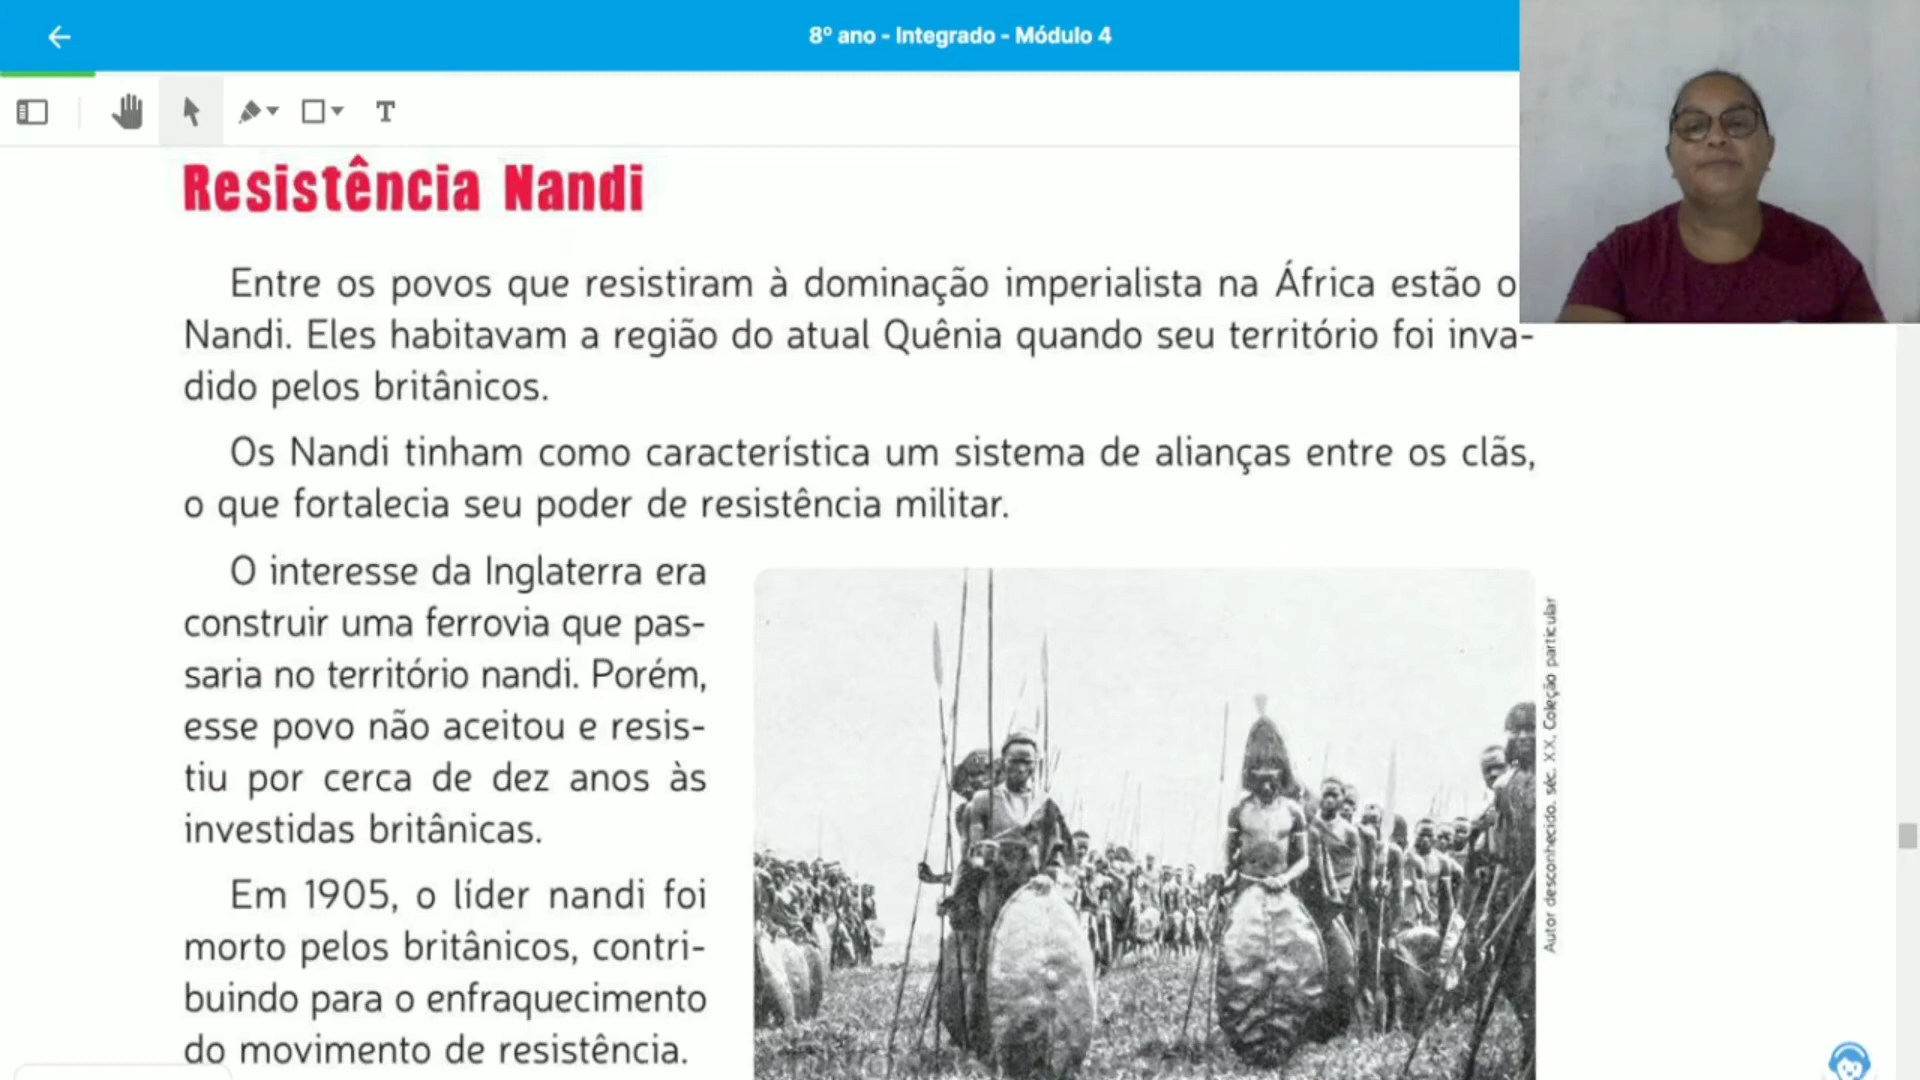 8º ano - Integrado - Módulo 4
T
Resistência Nandi
Entre os povos que resistiram à dominação imperialista na África estão o
Nandi. Eles habitavam a região do atual Quênia quando seu território foi inva-
dido pelos britânicos.
Os Nandi tinham como característica um sistema de alianças entre os clãs,
o que fortalecia seu poder de resistência militar.
O interesse da Inglaterra era
construir uma ferrovia que pas-
saria no território nandi. Porém,
esse povo não aceitou e resis-
tiu por cerca de dez anos às
investidas britânicas.
Em 1905, o líder nandi foi
morto pelos britânicos, contri-
buindo para o enfraquecimento
do movimento de resistência.
Autor desconhecido. séc. XX. Coleção particular